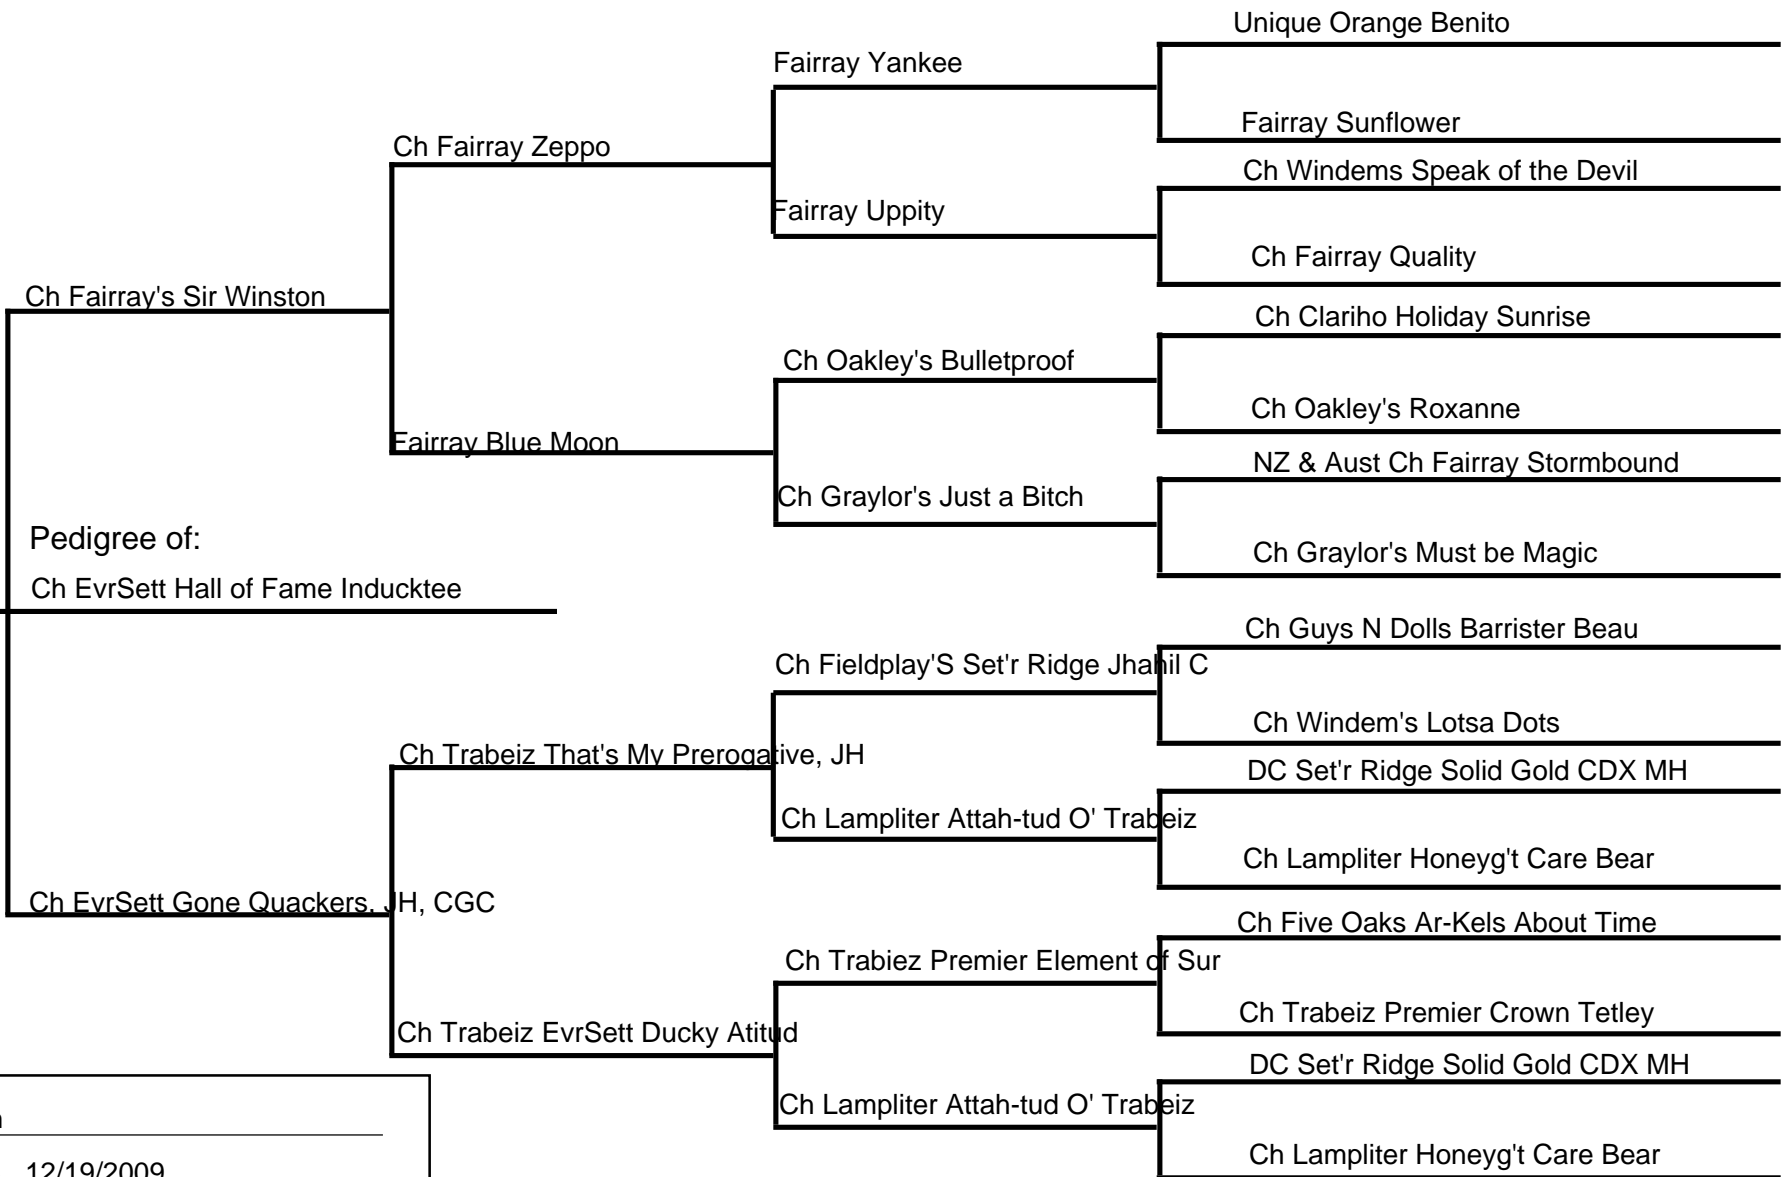 Unique Orange Benito
Fairray Yankee
Fairray Sunflower
Ch Fairray Zeppo
Ch Windems Speak of the Devil
Fairray Uppity
Ch Fairray Quality
Ch Fairray's Sir Winston
Ch Clariho Holiday Sunrise
Ch Oakley's Bulletproof
Ch Oakley's Roxanne
Fairray Blue Moon
NZ & Aust Ch Fairray Stormbound
Ch Graylor's Just a Bitch
Ch Graylor's Must be Magic
Pedigree of:
Ch EvrSett Hall of Fame Inducktee
Ch Guys N Dolls Barrister Beau
Ch Fieldplay'S Set'r Ridge Jhahil C
Ch Windem's Lotsa Dots
Ch Trabeiz That's My Prerogative, JH
DC Set'r Ridge Solid Gold CDX MH
Ch Lampliter Attah-tud O' Trabeiz
Ch Lampliter Honeyg't Care Bear
Ch EvrSett Gone Quackers, JH, CGC
Ch Five Oaks Ar-Kels About Time
Ch Trabiez Premier Element of Sur
Ch Trabeiz Premier Crown Tetley
Ch Trabeiz EvrSett Ducky Atitud
DC Set'r Ridge Solid Gold CDX MH
Ch Lampliter Attah-tud O' Trabeiz
Ch Lampliter Honeyg't Care Bear
12/19/2009